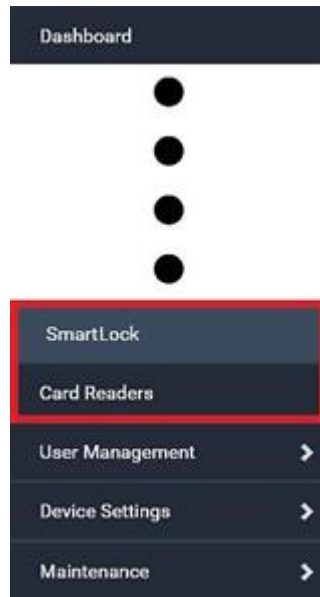 Dashboard
SmartLock
Card Readers
User Management
Device Settings
Maintenance